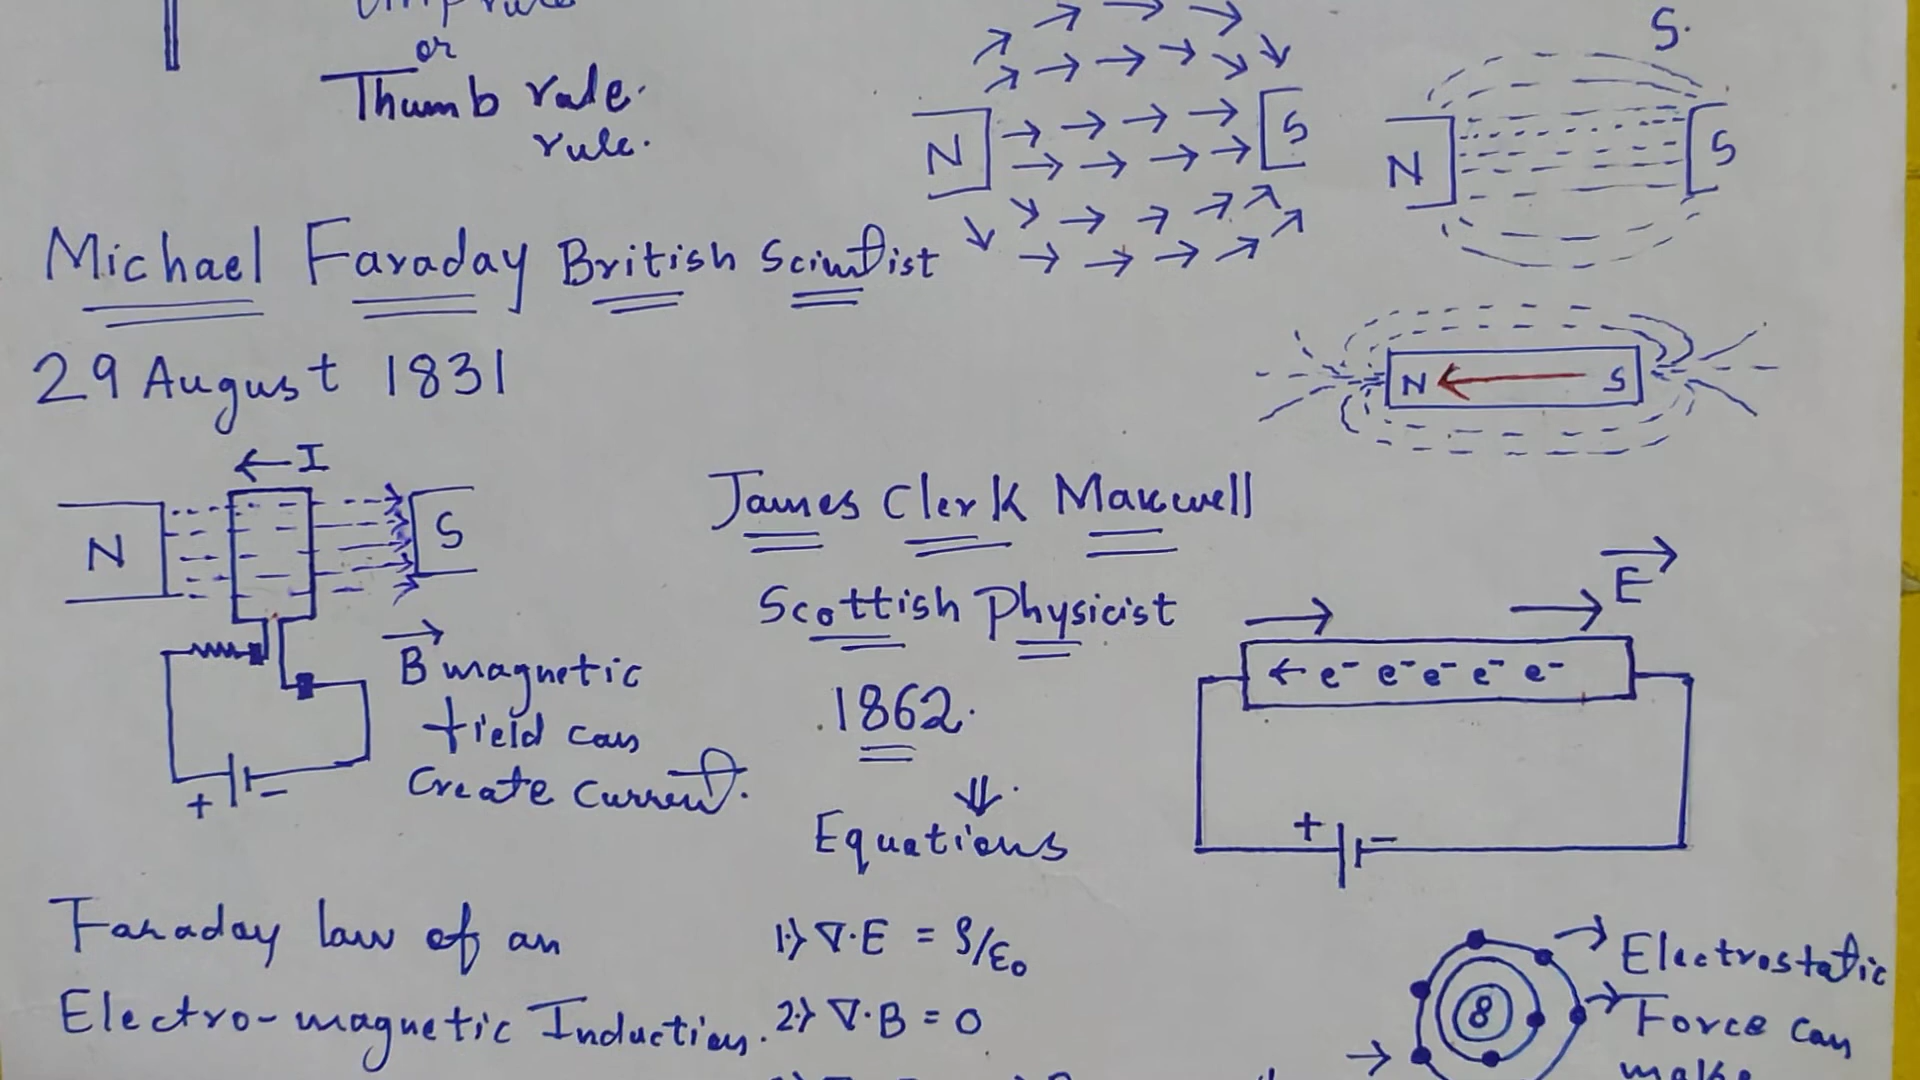 or
Thumb rule.
rule.
N
S
S.
N
S
Michael Faraday British Scientist
29 August 1831
N S
← I
N
S
B magnetic
field can
Create Current.
+ -
James Clerk Maxwell
Scottish Physicist
1862.
⇓
Equations
E
← e⁻ e⁻ e⁻ e⁻ e⁻
+ -
Faraday law of an
Electro-magnetic Induction.
1·) ∇·E = ρ/ε₀
2·) ∇·B = 0
8
→ Electrostatic
→ Force can
make